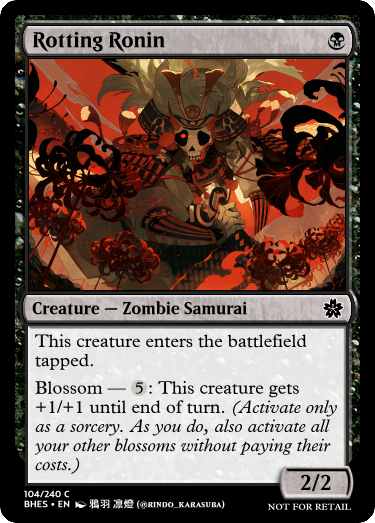 Rotting Ronin
Creature — Zombie Samurai
This creature enters the battlefield
tapped.
Blossom — 5: This creature gets
+1/+1 until end of turn. (Activate only
as a sorcery. As you do, also activate all
your other blossoms without paying their
costs.)
2/2
104/240 C
BHES • EN 鴉羽 凛燈 (@RINDO_KARASUBA)
NOT FOR RETAIL